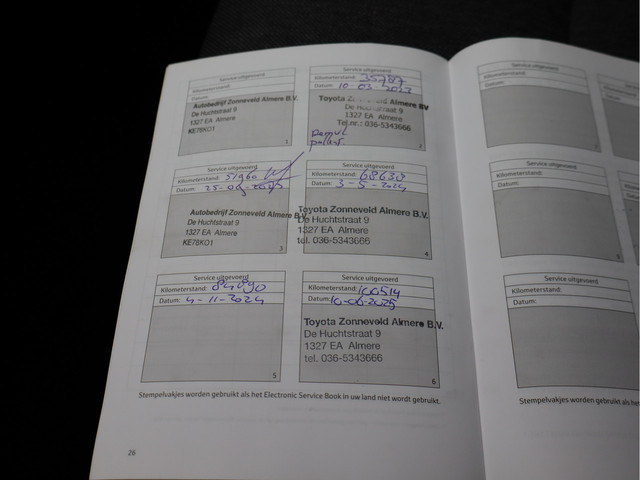 Service uitgevoerd
Kilometerstand:
Datum:
Autobedrijf Zonneveld Almere B.V.
De Huchtstraat 9
1327 EA Almere
KE78KO1
1
Service uitgevoerd
Kilometerstand: 35787
Datum: 10-03-2023
Toyota Zonneveld Almere BV
De Huchtstraat 9
1327 EA Almere
Tel.nr.: 036-5343666
2
Service uitgevoerd
Kilometerstand: 51960
Datum:
Autobedrijf Zonneveld Almere B.V.
De Huchtstraat 9
1327 EA Almere
KE78KO1
3
Service uitgevoerd
Kilometerstand: 68630
Datum: 3-5-2024
Toyota Zonneveld Almere B.V.
De Huchtstraat 9
1327 EA Almere
tel. 036-5343666
4
Service uitgevoerd
Kilometerstand: 84090
Datum: 4-11-2024
5
Service uitgevoerd
Kilometerstand: 100514
Datum: 10-06-2025
Toyota Zonneveld Almere B.V.
De Huchtstraat 9
1327 EA Almere
tel. 036-5343666
6
Stempelvakjes worden gebruikt als het Electronic Service Book in uw land niet wordt gebruikt.
26
Service uitgevoerd
Kilometerstand:
Datum:
7
Service uitgevoerd
Kilometerstand:
Datum:
9
Service uitgevoerd
Kilometerstand:
Datum:
Stempelvakjes worden gebruikt als het